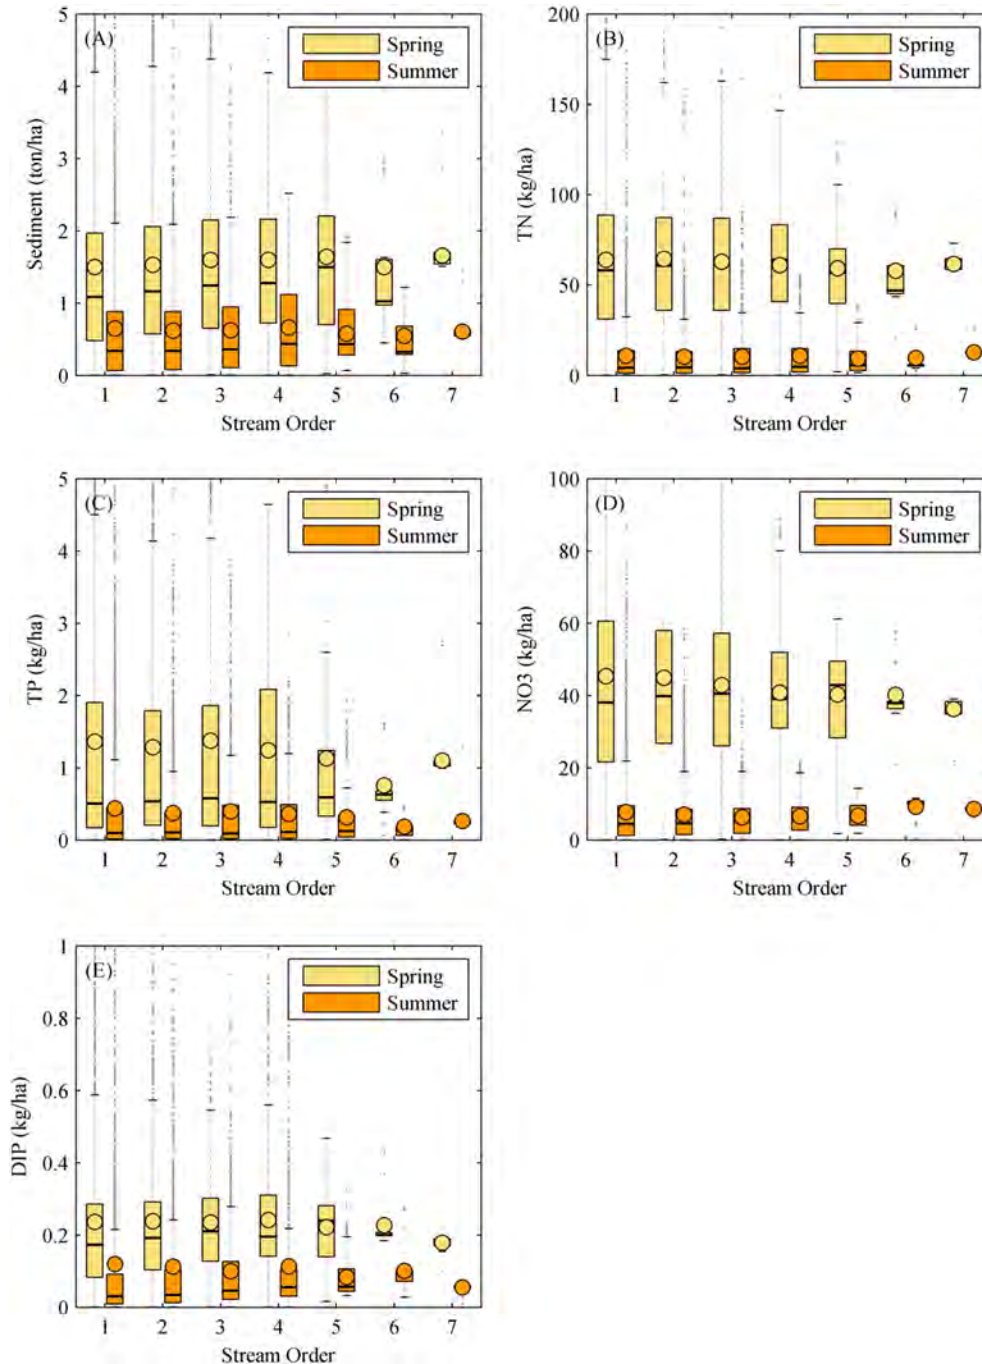 (A)
Spring
Summer
Sediment (ton/ha)
5
4
3
2
1
0
1 2 3 4 5 6 7
Stream Order
(B)
Spring
Summer
TN (kg/ha)
200
150
100
50
0
1 2 3 4 5 6 7
Stream Order
(C)
Spring
Summer
TP (kg/ha)
5
4
3
2
1
0
1 2 3 4 5 6 7
Stream Order
(D)
Spring
Summer
NO3 (kg/ha)
100
80
60
40
20
0
1 2 3 4 5 6 7
Stream Order
(E)
Spring
Summer
DIP (kg/ha)
1
0.8
0.6
0.4
0.2
0
1 2 3 4 5 6 7
Stream Order